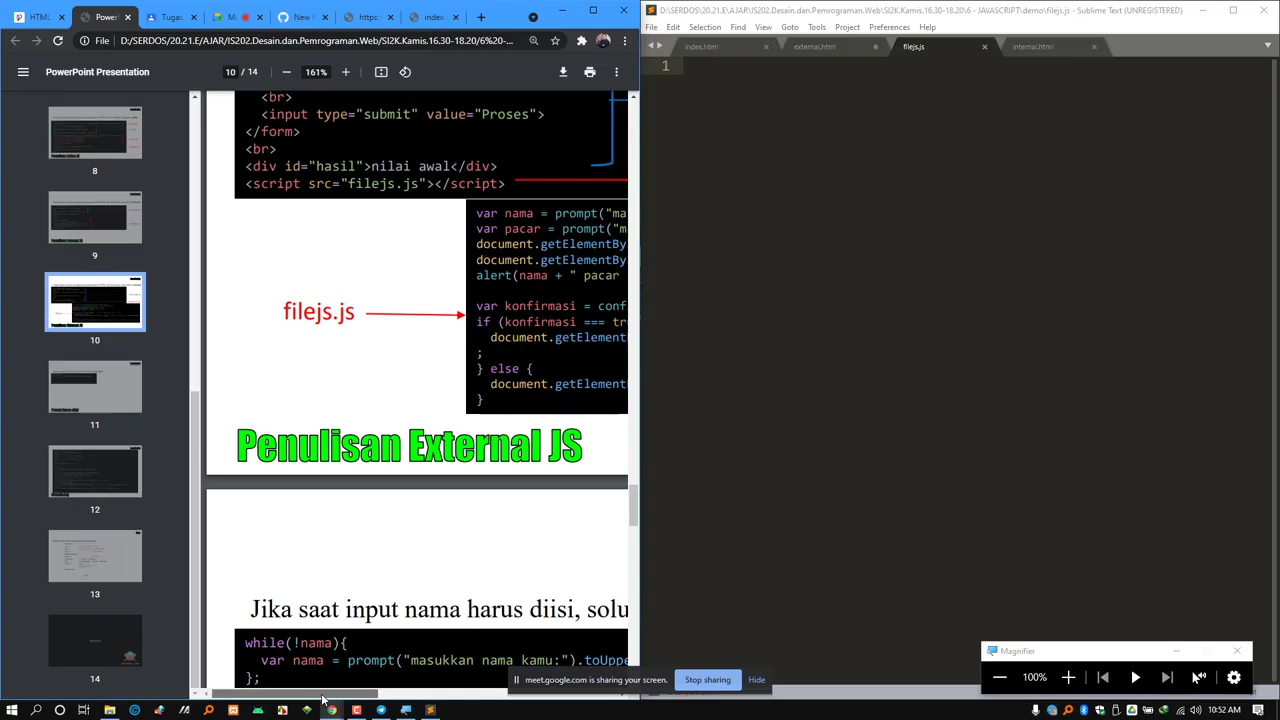 HTML
Power
Tugas
M
New
https:
index.
D:\SERDOS\20.21.E\AJAR\IS202.Desain.dan.Pemrograman.Web\SI2K.Kamis.16.30-18.20\6 - JAVASCRIPT\demo\filejs.js - Sublime Text (UNREGISTERED)
File
D:/SERDOS/20.21.E/AJAR/IS202.Desain.dan.Pemrograman.Web/SI2K.Kamis.16.30-18.20/6%20-...
File Edit Selection Find View Goto Tools Project Preferences Help
index.html
external.html
filejs.js
internal.html
PowerPoint Presentation
10 / 14
161%
1
8
9
10
11
12
13
14
<br>
<input type="submit" value="Proses">
</form>
<br>
<div id="hasil">nilai awal</div>
<script src="filejs.js"></script>
var nama = prompt("ma
var pacar = prompt("m
document.getElementBy
document.getElementBy
alert(nama + " pacar
var konfirmasi = conf
if (konfirmasi === tr
document.getElement
;
} else {
document.getElement
}
filejs.js
Penulisan External JS
Jika saat input nama harus diisi, solu
while(!nama){
var nama = prompt("masukkan nama kamu:").toUppe
};
meet.google.com is sharing your screen.
Stop sharing
Hide
Magnifier
100%
10:52 AM